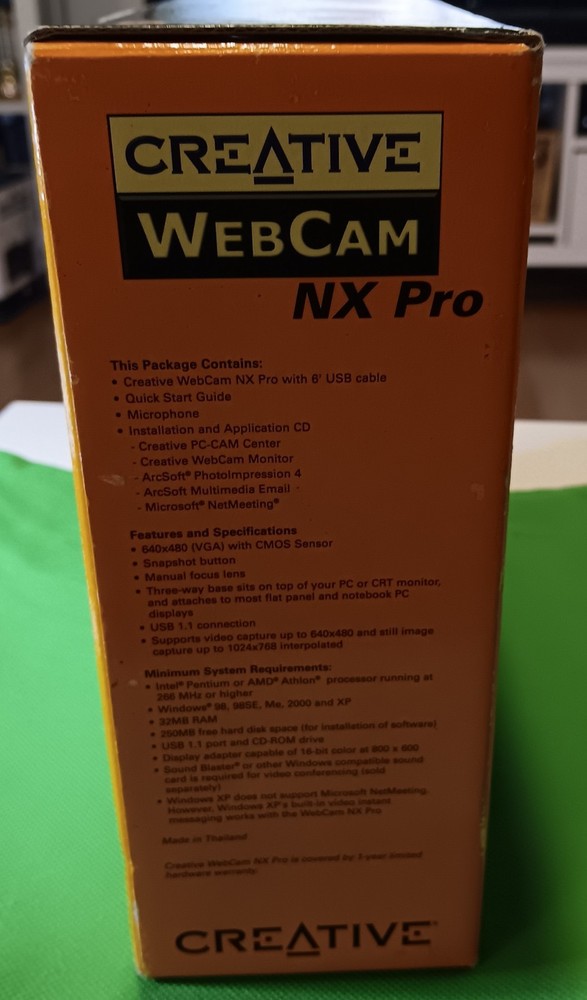 CREATIVE
WEBCAM
NX Pro
This Package Contains:
• Creative WebCam NX Pro with 6' USB cable
• Quick Start Guide
• Microphone
• Installation and Application CD
- Creative PC-CAM Center
- Creative WebCam Monitor
- ArcSoft® PhotoImpression 4
- ArcSoft Multimedia Email
- Microsoft® NetMeeting®
Features and Specifications
• 640x480 (VGA) with CMOS Sensor
• Snapshot button
• Manual focus lens
• Three-way base sits on top of your PC or CRT monitor,
and attaches to most flat panel and notebook PC
displays
• USB 1.1 connection
• Supports video capture up to 640x480 and still image
capture up to 1024x768 interpolated
Minimum System Requirements:
• Intel® Pentium or AMD® Athlon® processor running at
266 MHz or higher
• Windows® 98, 98SE, Me, 2000 and XP
• 32MB RAM
• 250MB free hard disk space (for installation of software)
• USB 1.1 port and CD-ROM drive
• Display adapter capable of 16-bit color at 800 x 600
• Sound Blaster® or other Windows compatible sound
card is required for video conferencing (sold
separately)
• Windows XP does not support Microsoft NetMeeting.
However, Windows XP's built-in video instant
messaging works with the WebCam NX Pro
Made in Thailand
Creative WebCam NX Pro is covered by 1-year limited
hardware warranty.
CREATIVE®